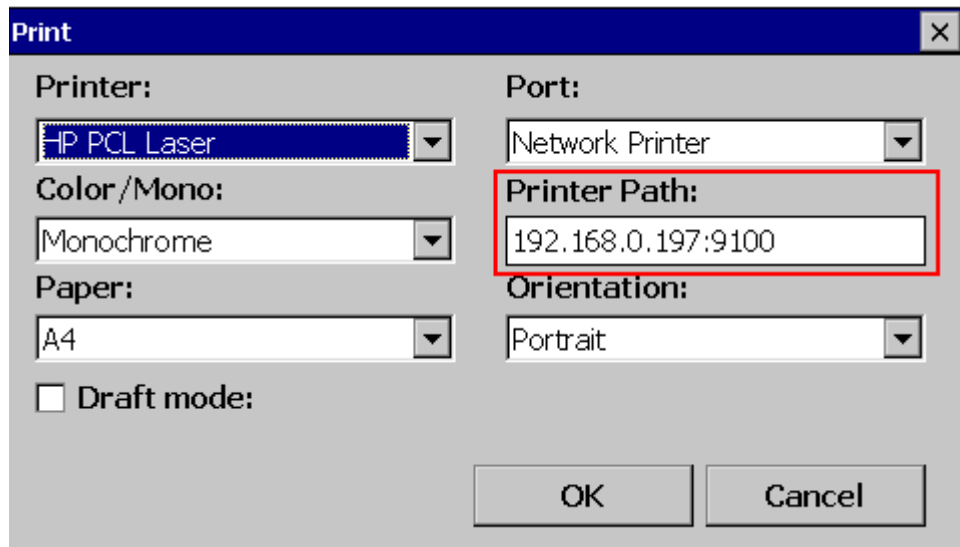 Print
Printer:
HP PCL Laser
Port:
Network Printer
Color/Mono:
Monochrome
Printer Path:
192.168.0.197:9100
Paper:
A4
Orientation:
Portrait
Draft mode:
OK
Cancel